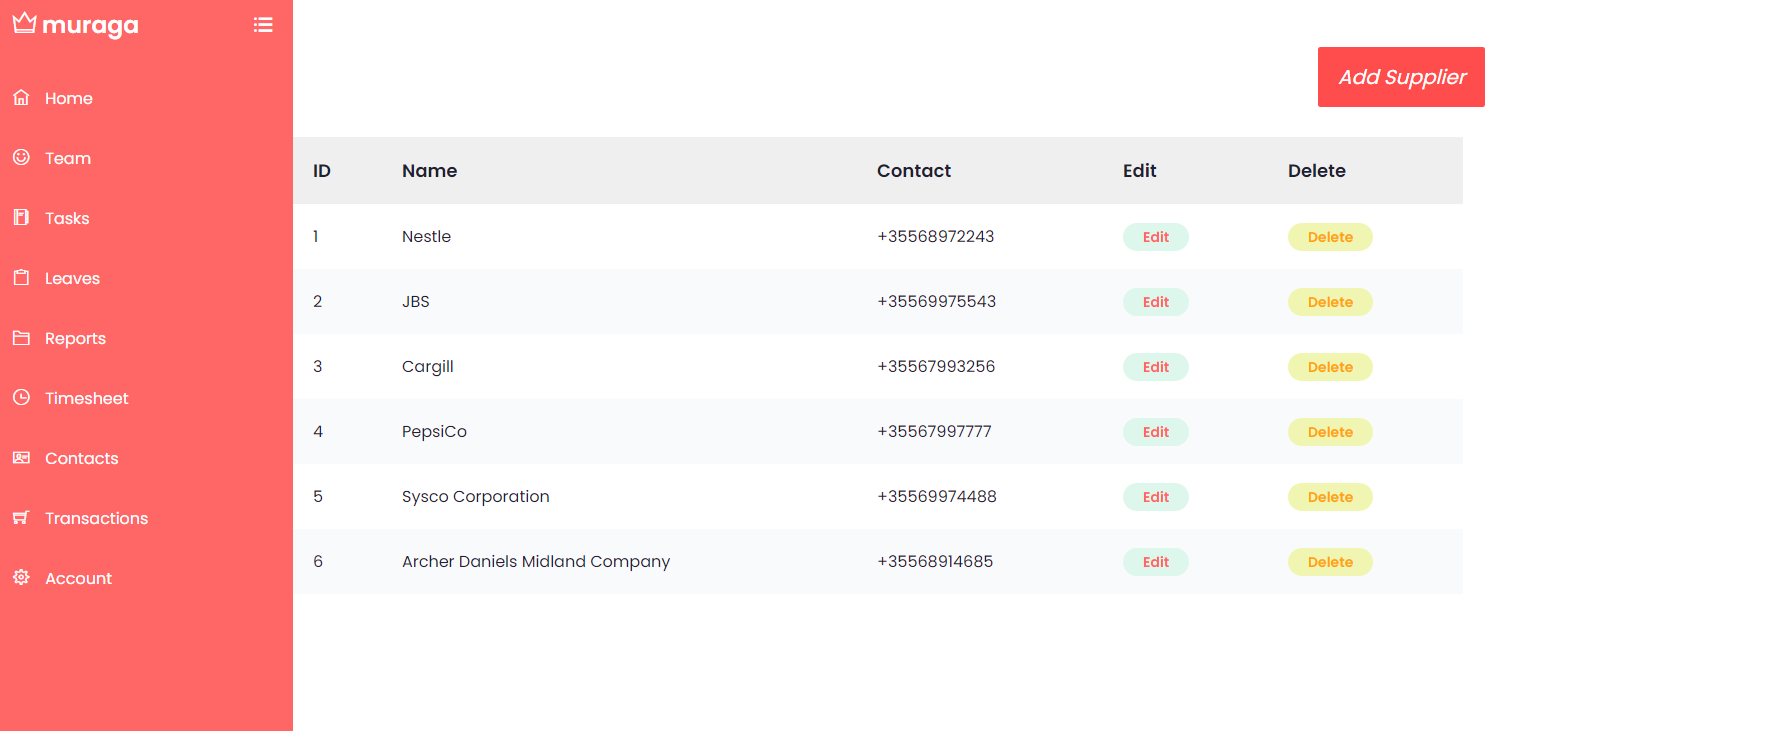 muraga
Home
Team
Tasks
Leaves
Reports
Timesheet
Contacts
Transactions
Account
Add Supplier
ID Name Contact Edit Delete
1 Nestle +35568972243 Edit Delete
2 JBS +35569975543 Edit Delete
3 Cargill +35567993256 Edit Delete
4 PepsiCo +35567997777 Edit Delete
5 Sysco Corporation +35569974488 Edit Delete
6 Archer Daniels Midland Company +35568914685 Edit Delete